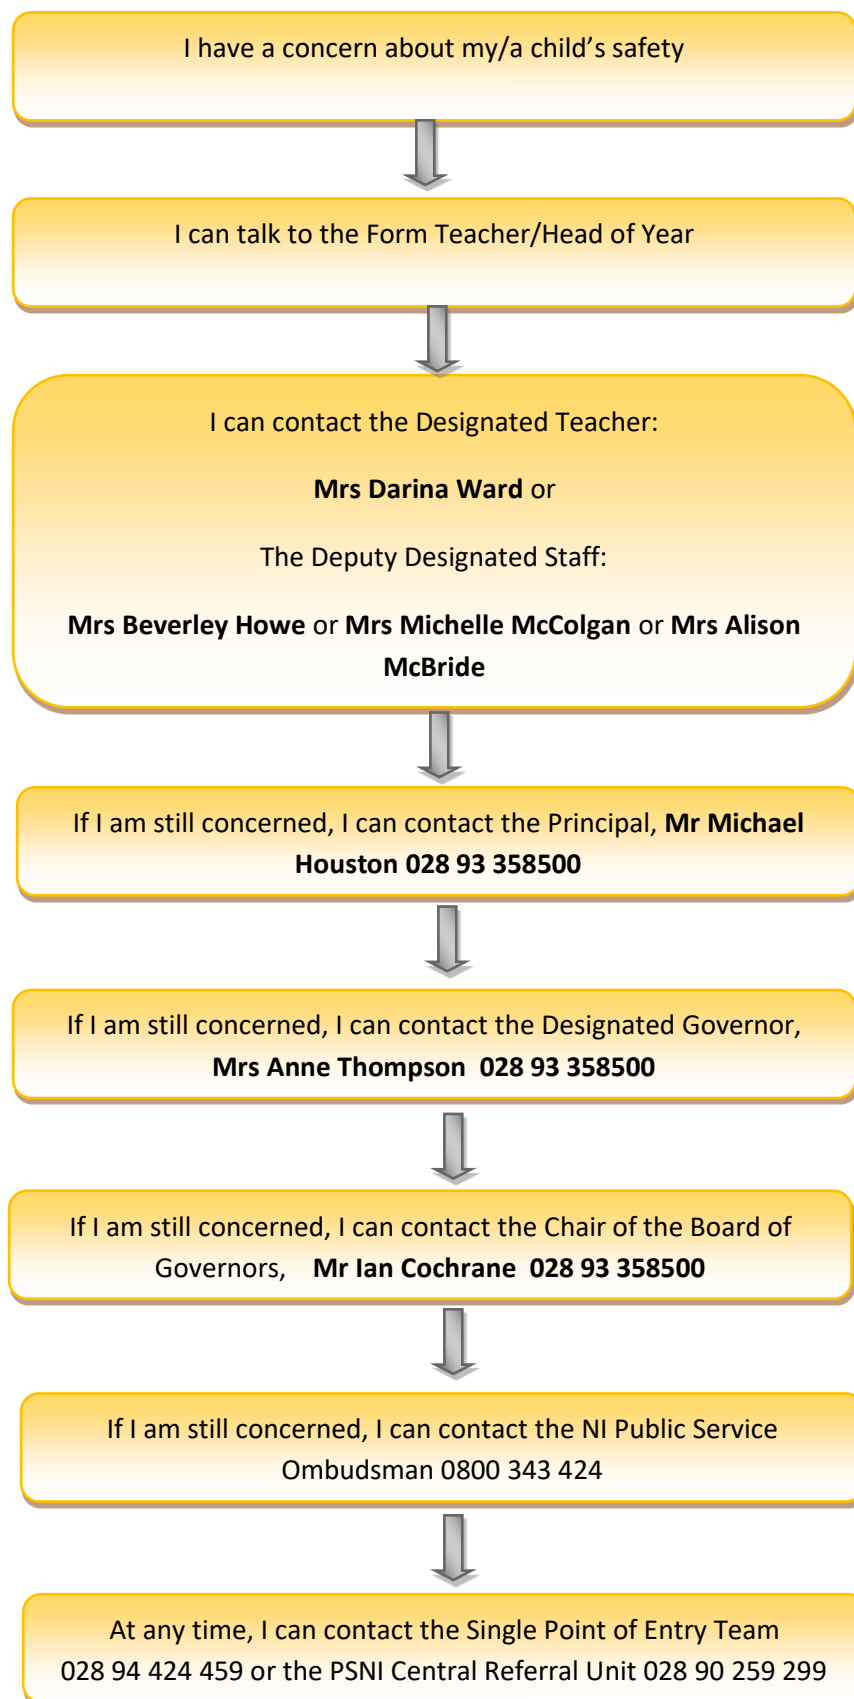 I have a concern about my/a child’s safety
I can talk to the Form Teacher/Head of Year
I can contact the Designated Teacher:
Mrs Darina Ward or
The Deputy Designated Staff:
Mrs Beverley Howe or Mrs Michelle McColgan or Mrs Alison
McBride
If I am still concerned, I can contact the Principal, Mr Michael
Houston 028 93 358500
If I am still concerned, I can contact the Designated Governor,
Mrs Anne Thompson 028 93 358500
If I am still concerned, I can contact the Chair of the Board of
Governors, Mr Ian Cochrane 028 93 358500
If I am still concerned, I can contact the NI Public Service
Ombudsman 0800 343 424
At any time, I can contact the Single Point of Entry Team
028 94 424 459 or the PSNI Central Referral Unit 028 90 259 299